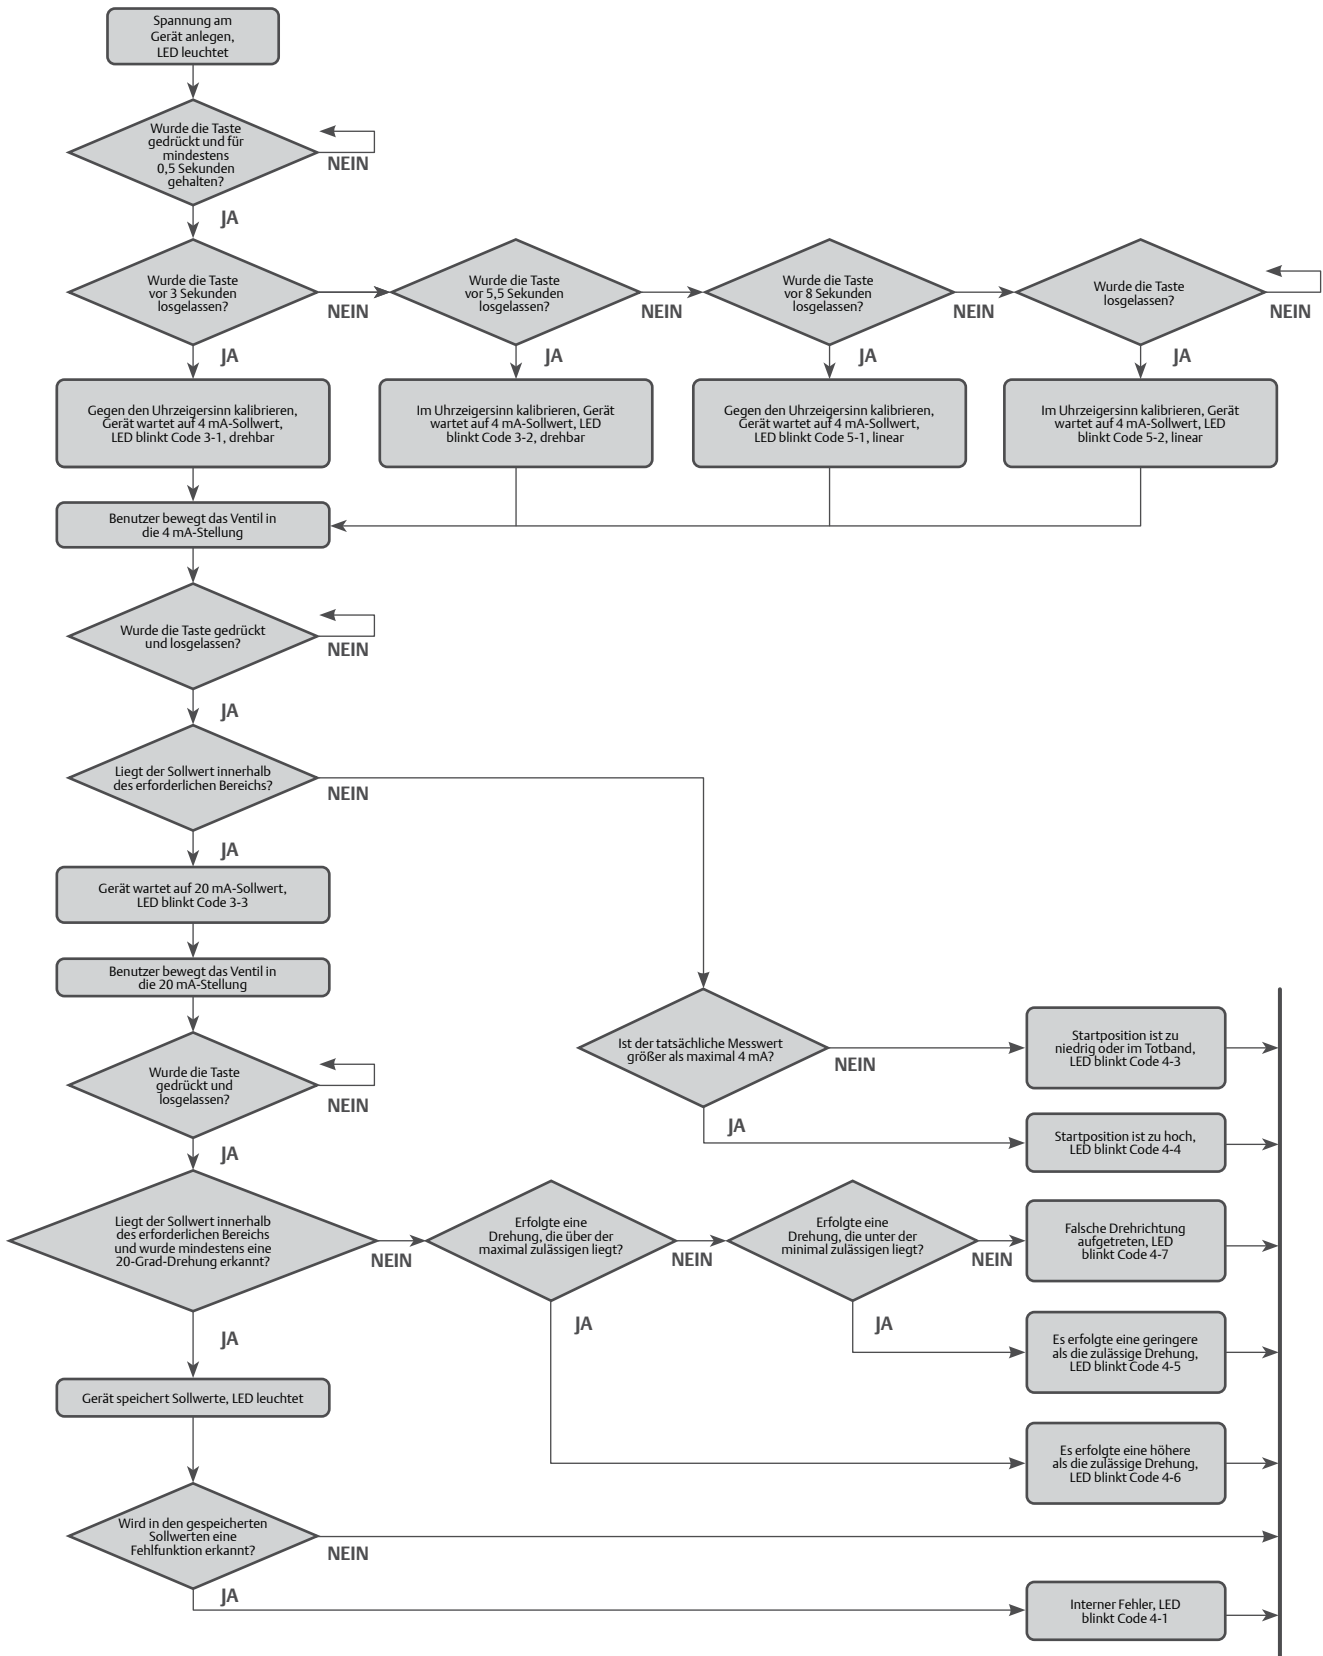 Spannung am
Gerät anlegen,
LED leuchtet
Wurde die Taste
gedrückt und für
mindestens
0,5 Sekunden
gehalten?
NEIN
JA
Wurde die Taste
vor 3 Sekunden
losgelassen?
NEIN
JA
Wurde die Taste
vor 5,5 Sekunden
losgelassen?
NEIN
JA
Wurde die Taste
vor 8 Sekunden
losgelassen?
NEIN
JA
Wurde die Taste
losgelassen?
NEIN
JA
Gegen den Uhrzeigersinn kalibrieren,
Gerät wartet auf 4 mA-Sollwert,
LED blinkt Code 3-1, drehbar
Im Uhrzeigersinn kalibrieren, Gerät
wartet auf 4 mA-Sollwert, LED
blinkt Code 3-2, drehbar
Gegen den Uhrzeigersinn kalibrieren,
Gerät wartet auf 4 mA-Sollwert,
LED blinkt Code 5-1, linear
Im Uhrzeigersinn kalibrieren, Gerät
wartet auf 4 mA-Sollwert, LED
blinkt Code 5-2, linear
Benutzer bewegt das Ventil in
die 4 mA-Stellung
Wurde die Taste gedrückt
und losgelassen?
NEIN
JA
Liegt der Sollwert innerhalb
des erforderlichen Bereichs?
NEIN
JA
Gerät wartet auf 20 mA-Sollwert,
LED blinkt Code 3-3
Benutzer bewegt das Ventil in
die 20 mA-Stellung
Wurde die Taste
gedrückt und
losgelassen?
NEIN
JA
Ist der tatsächliche Messwert
größer als maximal 4 mA?
NEIN
JA
Startposition ist zu
niedrig oder im Totband,
LED blinkt Code 4-3
Startposition ist zu hoch,
LED blinkt Code 4-4
Liegt der Sollwert innerhalb
des erforderlichen Bereichs
und wurde mindestens eine
20-Grad-Drehung erkannt?
NEIN
JA
Erfolgte eine
Drehung, die über der
maximal zulässigen liegt?
NEIN
JA
Erfolgte eine
Drehung, die unter der
minimal zulässigen liegt?
NEIN
JA
Falsche Drehrichtung
aufgetreten, LED
blinkt Code 4-7
Es erfolgte eine geringere
als die zulässige Drehung,
LED blinkt Code 4-5
Gerät speichert Sollwerte, LED leuchtet
Es erfolgte eine höhere
als die zulässige Drehung,
LED blinkt Code 4-6
Wird in den gespeicherten
Sollwerten eine
Fehlfunktion erkannt?
NEIN
JA
Interner Fehler, LED
blinkt Code 4-1